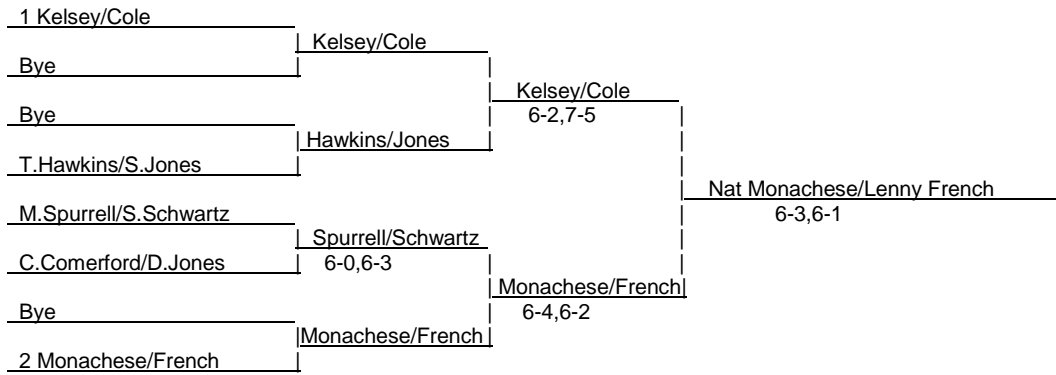 1 Kelsey/Cole
Kelsey/Cole
Bye
Kelsey/Cole
Bye
6-2,7-5
Hawkins/Jones
T.Hawkins/S.Jones
Nat Monachese/Lenny French
M.Spurrell/S.Schwartz
6-3,6-1
Spurrell/Schwartz
C.Comerford/D.Jones
6-0,6-3
Monachese/French
Bye
6-4,6-2
Monachese/French
2 Monachese/French